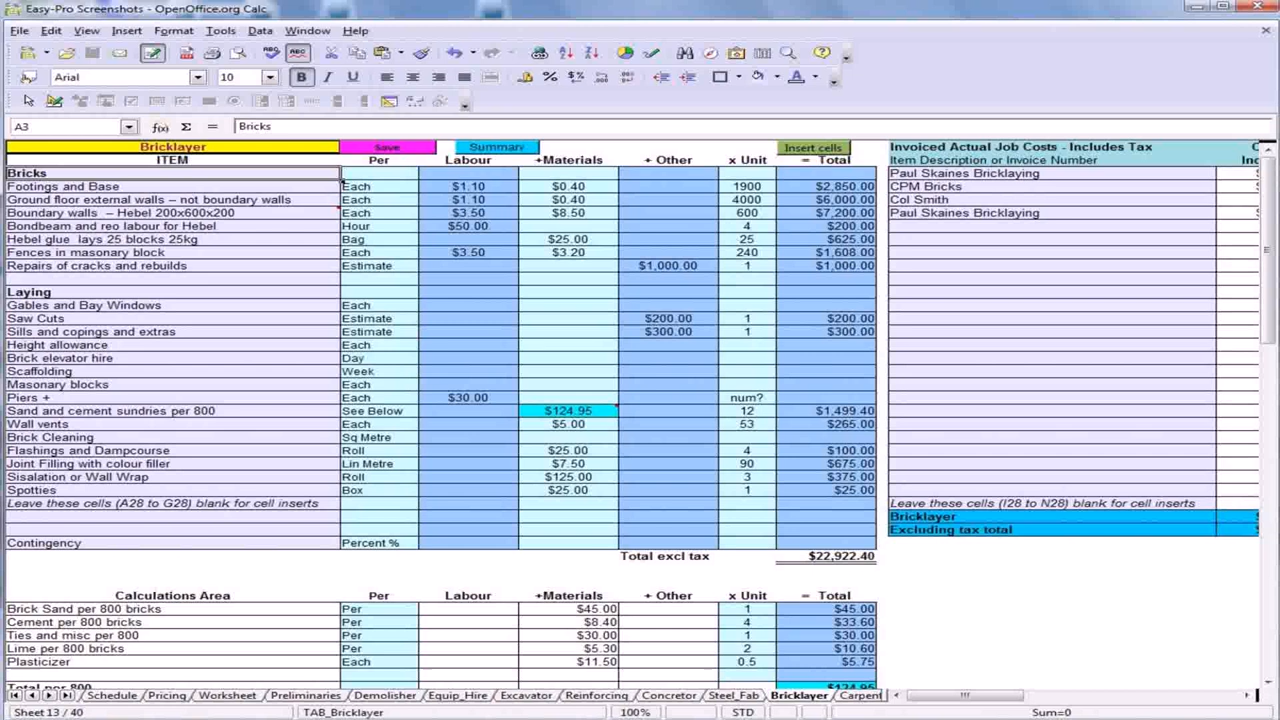 Easy-Pro Screenshots - OpenOffice.org Calc
File Edit View Insert Format Tools Data Window Help
Arial 10
A3 Bricks
Bricklayer Save Summary Insert cells Invoiced Actual Job Costs - Includes Tax
ITEM Per Labour +Materials + Other x Unit = Total Item Description or Invoice Number
Bricks Paul Skaines Bricklaying
Footings and Base Each $1.10 $0.40 1900 $2,850.00 CPM Bricks
Ground floor external walls – not boundary walls Each $1.10 $0.40 4000 $6,000.00 Col Smith
Boundary walls – Hebel 200x600x200 Each $3.50 $8.50 600 $7,200.00 Paul Skaines Bricklaying
Bondbeam and reo labour for Hebel Hour $50.00 4 $200.00
Hebel glue lays 25 blocks 25kg Bag $25.00 25 $625.00
Fences in masonary block Each $3.50 $3.20 240 $1,608.00
Repairs of cracks and rebuilds Estimate $1,000.00 1 $1,000.00
Laying
Gables and Bay Windows Each
Saw Cuts Estimate $200.00 1 $200.00
Sills and copings and extras Estimate $300.00 1 $300.00
Height allowance Each
Brick elevator hire Day
Scaffolding Week
Masonary blocks Each
Piers + Each $30.00 num?
Sand and cement sundries per 800 See Below $124.95 12 $1,499.40
Wall vents Each $5.00 53 $265.00
Brick Cleaning Sq Metre
Flashings and Dampcourse Roll $25.00 4 $100.00
Joint Filling with colour filler Lin Metre $7.50 90 $675.00
Sisalation or Wall Wrap Roll $125.00 3 $375.00
Spotties Box $25.00 1 $25.00
Leave these cells (A28 to G28) blank for cell inserts Leave these cells (I28 to N28) blank for cell inserts
Bricklayer
Excluding tax total
Contingency Percent %
Total excl tax $22,922.40
Calculations Area Per Labour +Materials + Other x Unit = Total
Brick Sand per 800 bricks Per $45.00 1 $45.00
Cement per 800 bricks Per $8.40 4 $33.60
Ties and misc per 800 Per $30.00 1 $30.00
Lime per 800 bricks Per $5.30 2 $10.60
Plasticizer Each $11.50 0.5 $5.75
Total per 800 $124.95
Schedule Pricing Worksheet Preliminaries Demolisher Equip_Hire Excavator Reinforcing Concretor Steel_Fab Bricklayer Carpent
Sheet 13 / 40 TAB_Bricklayer 100% STD Sum=0